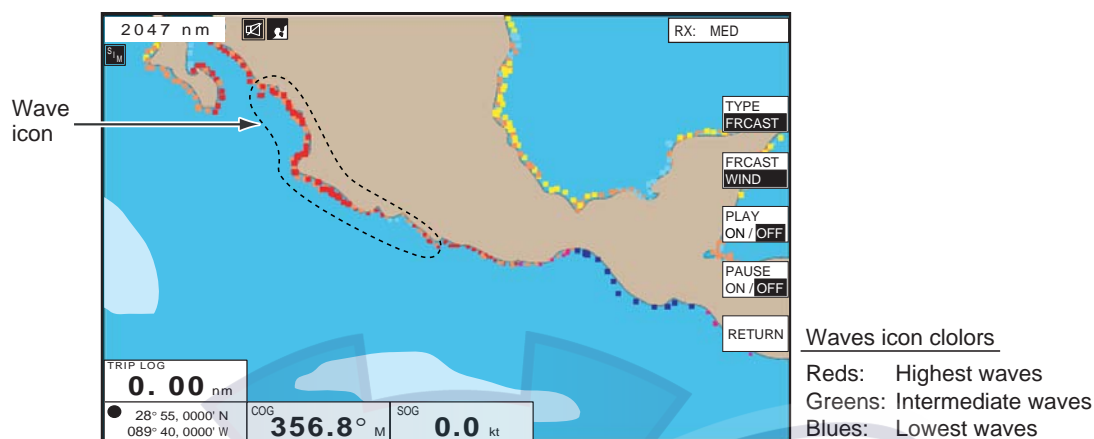 2047 nm
RX: MED
SIM
Wave
icon
TYPE
FRCAST
FRCAST
WIND
PLAY
ON / OFF
PAUSE
ON / OFF
RETURN
TRIP LOG
0. 00 nm
28° 55, 0000' N
089° 40, 0000' W
COG
356.8° M
SOG
0.0 kt
Waves icon clolors
Reds: Highest waves
Greens: Intermediate waves
Blues: Lowest waves